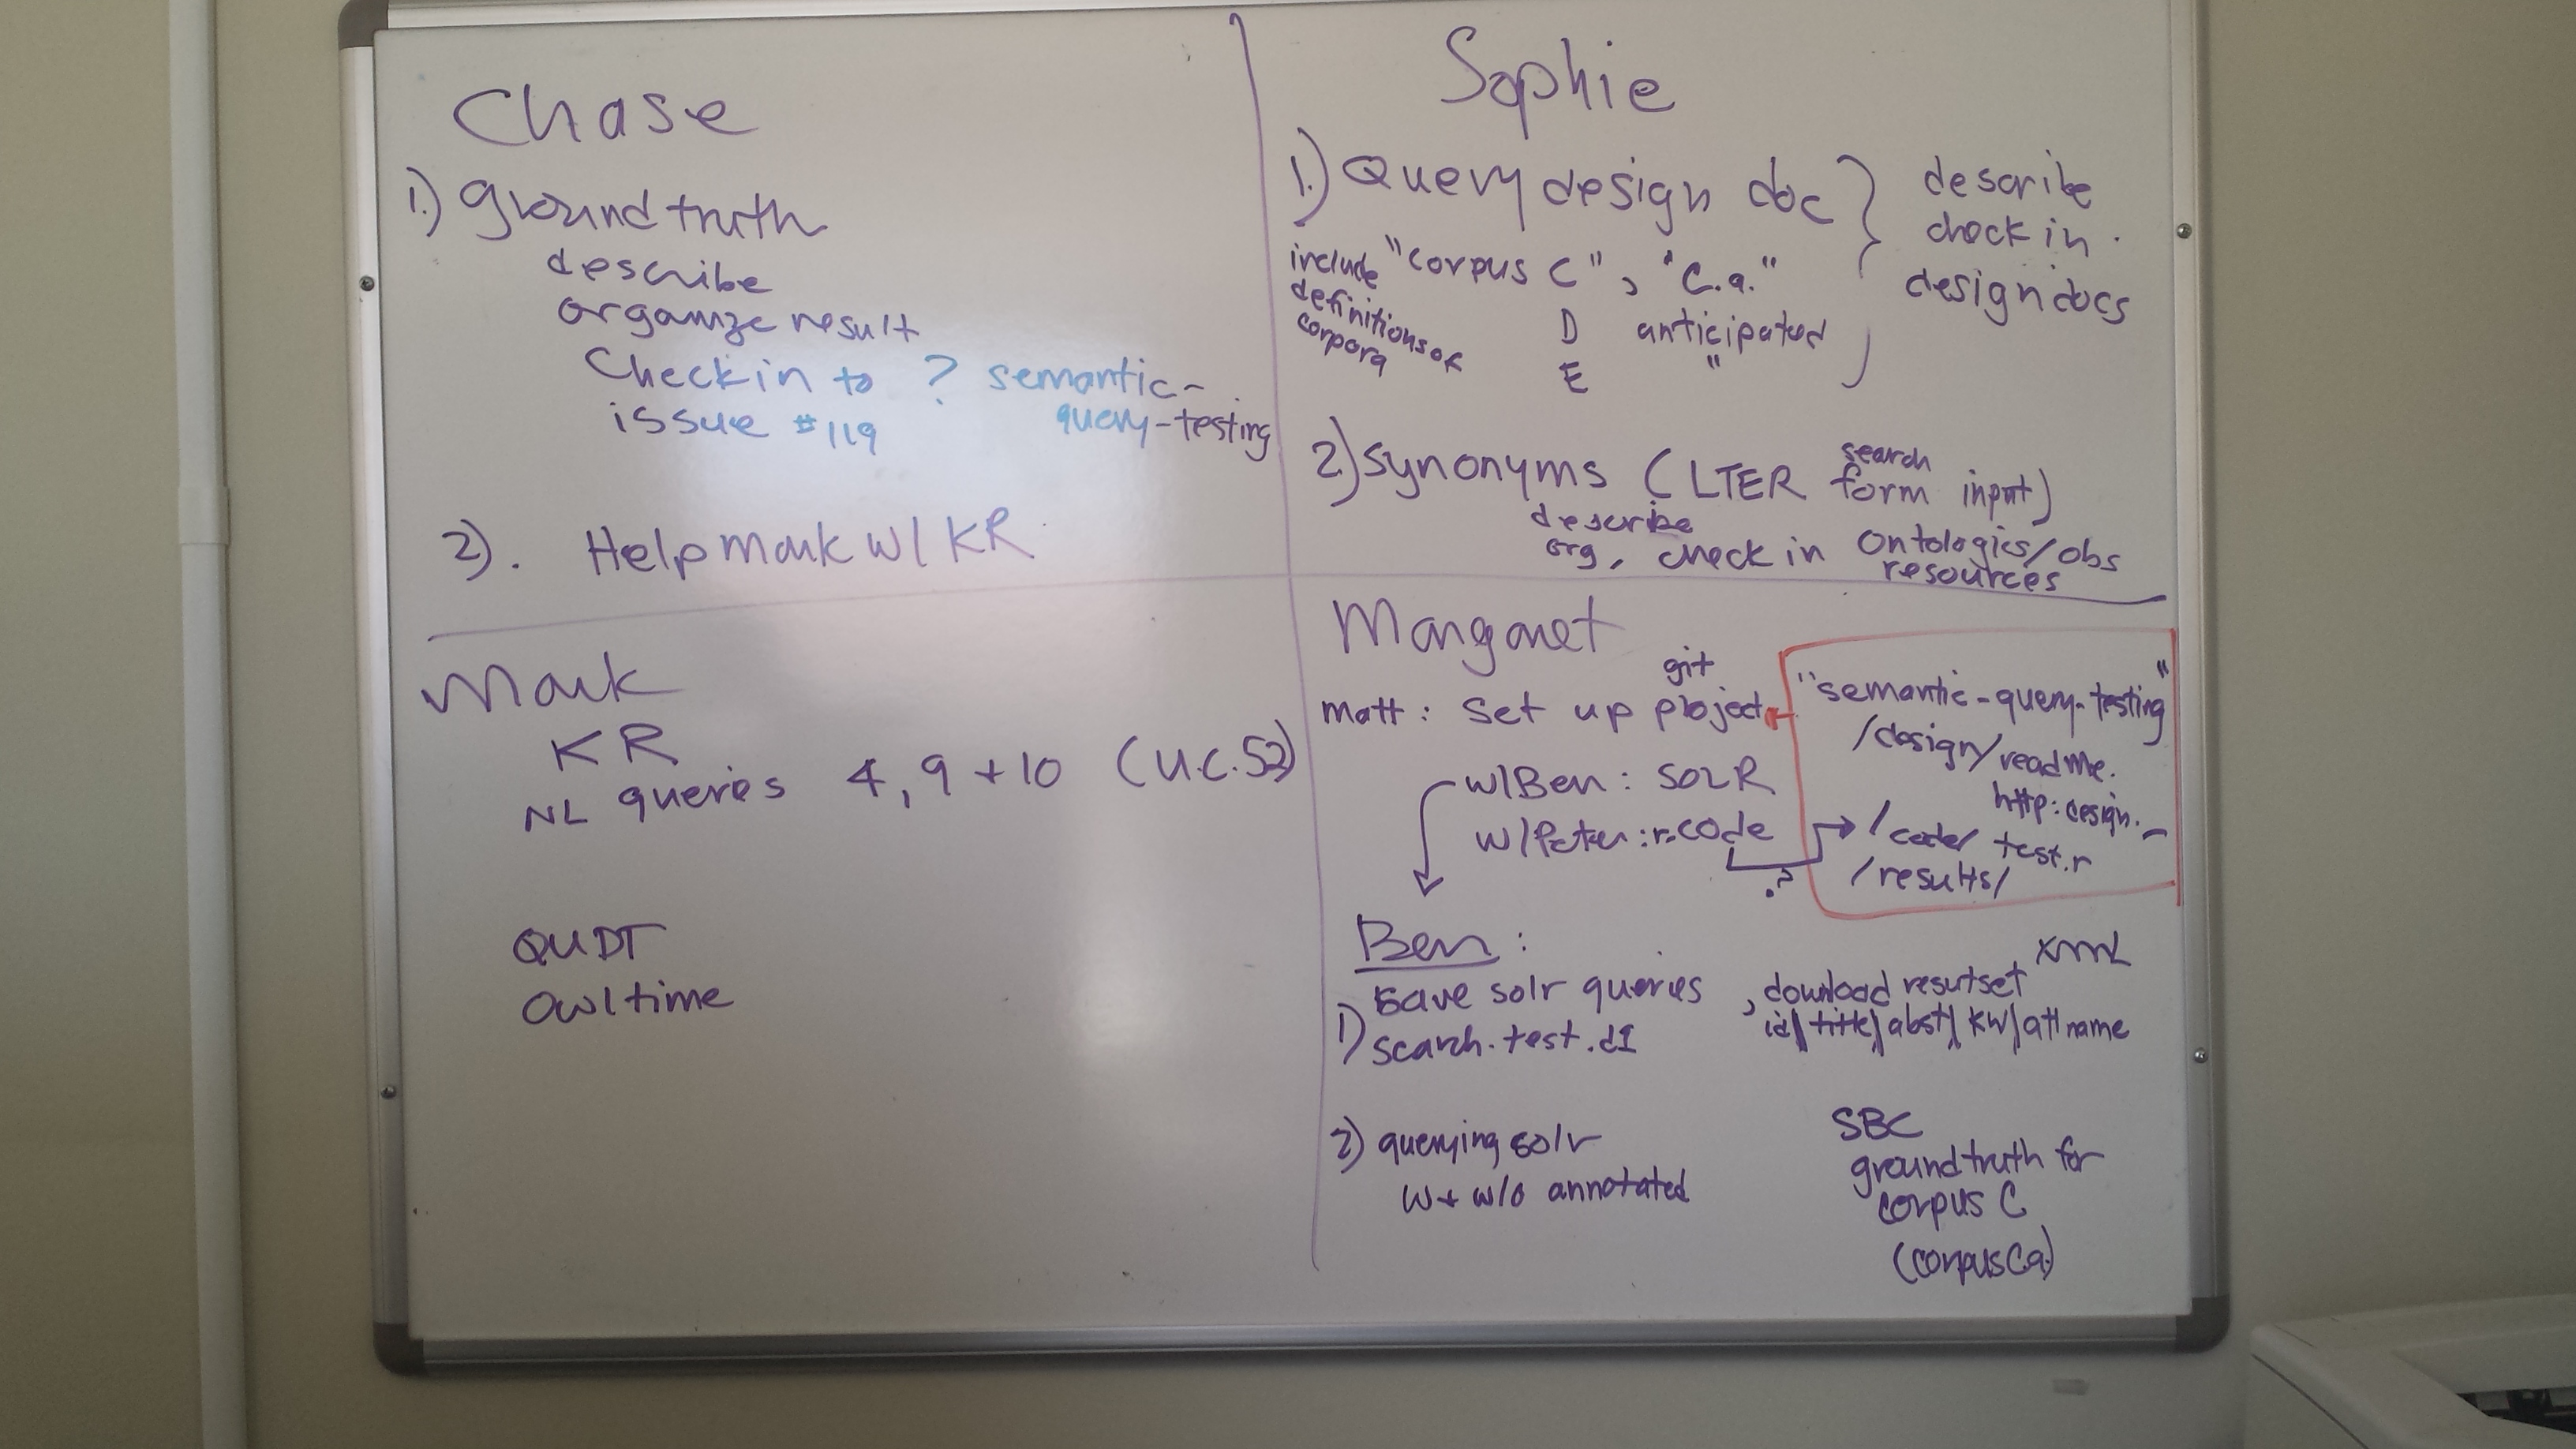 Chase
1.) ground truth
describe
organize result
Check in to ? semantic-
issue #119 query-testing
2). Help Mark w/ KR
Sophie
1.) Query design doc } describe
check in
design docs
include "corpus C", "C.a."
definitions of
corpora
D anticipated
E "
2) synonyms (LTER search form input)
describe
org, check in Ontologies/obs
resources
Mark
KR
NL queries 4, 9 + 10 (U.C. 52)
QUDT
Owltime
Margaret
Matt: Set up git project
w/Ben: SOLR
w/Peter: r-code
?
"semantic-query-testing"
/design/readme.
http:design.
/code/ test.r
/results/
Ben:
1) save solr queries, download resutset XML
search.test.d1 id/title/abst/kw/att name
2) querying solr
w + w/o annotated
SBC
ground truth for
corpus C
(corpus Ca)